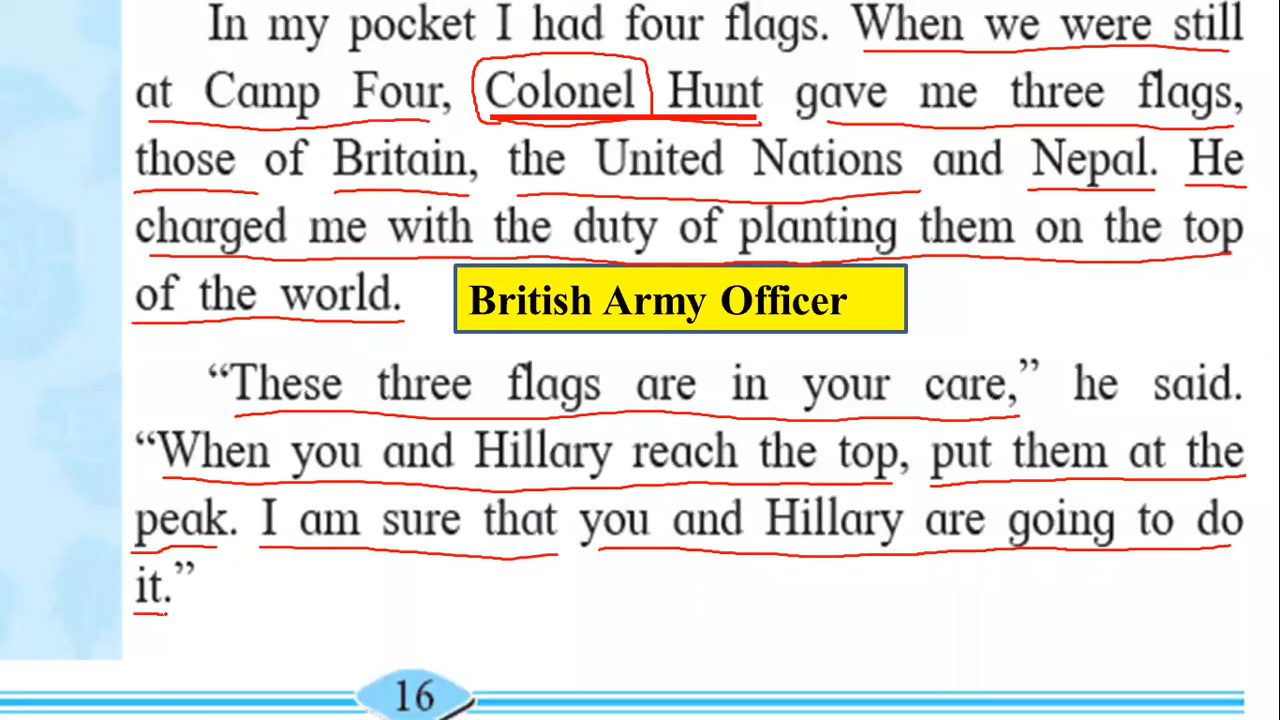 In my pocket I had four flags. When we were still
at Camp Four, Colonel Hunt gave me three flags,
those of Britain, the United Nations and Nepal. He
charged me with the duty of planting them on the top
of the world.
British Army Officer
“These three flags are in your care,” he said.
“When you and Hillary reach the top, put them at the
peak. I am sure that you and Hillary are going to do
it.”
16